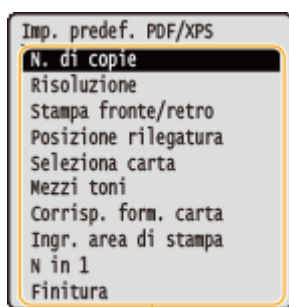 Imp. predef. PDF/XPS
N. di copie
Risoluzione
Stampa fronte/retro
Posizione rilegatura
Seleziona carta
Mezzi toni
Corrisp. form. carta
Ingr. area di stampa
N in 1
Finitura